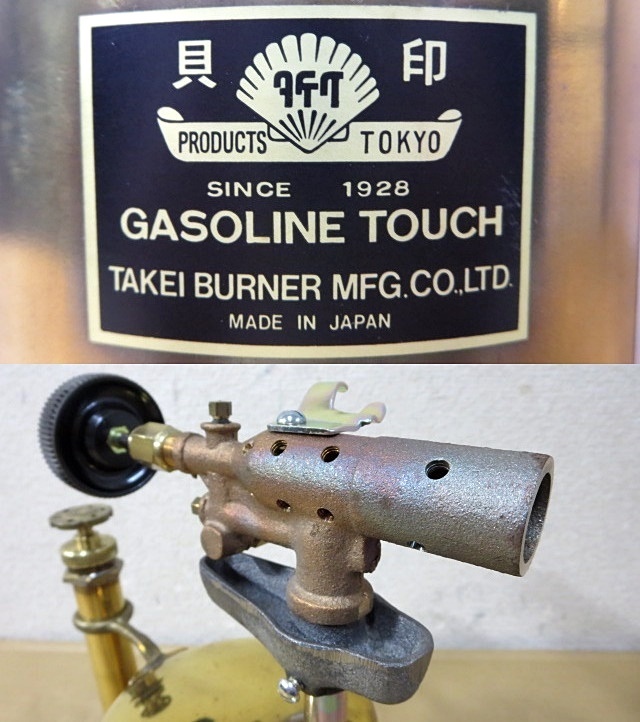 貝 印
PRODUCTS TOKYO
SINCE 1928
GASOLINE TOUCH
TAKEI BURNER MFG.CO.,LTD.
MADE IN JAPAN